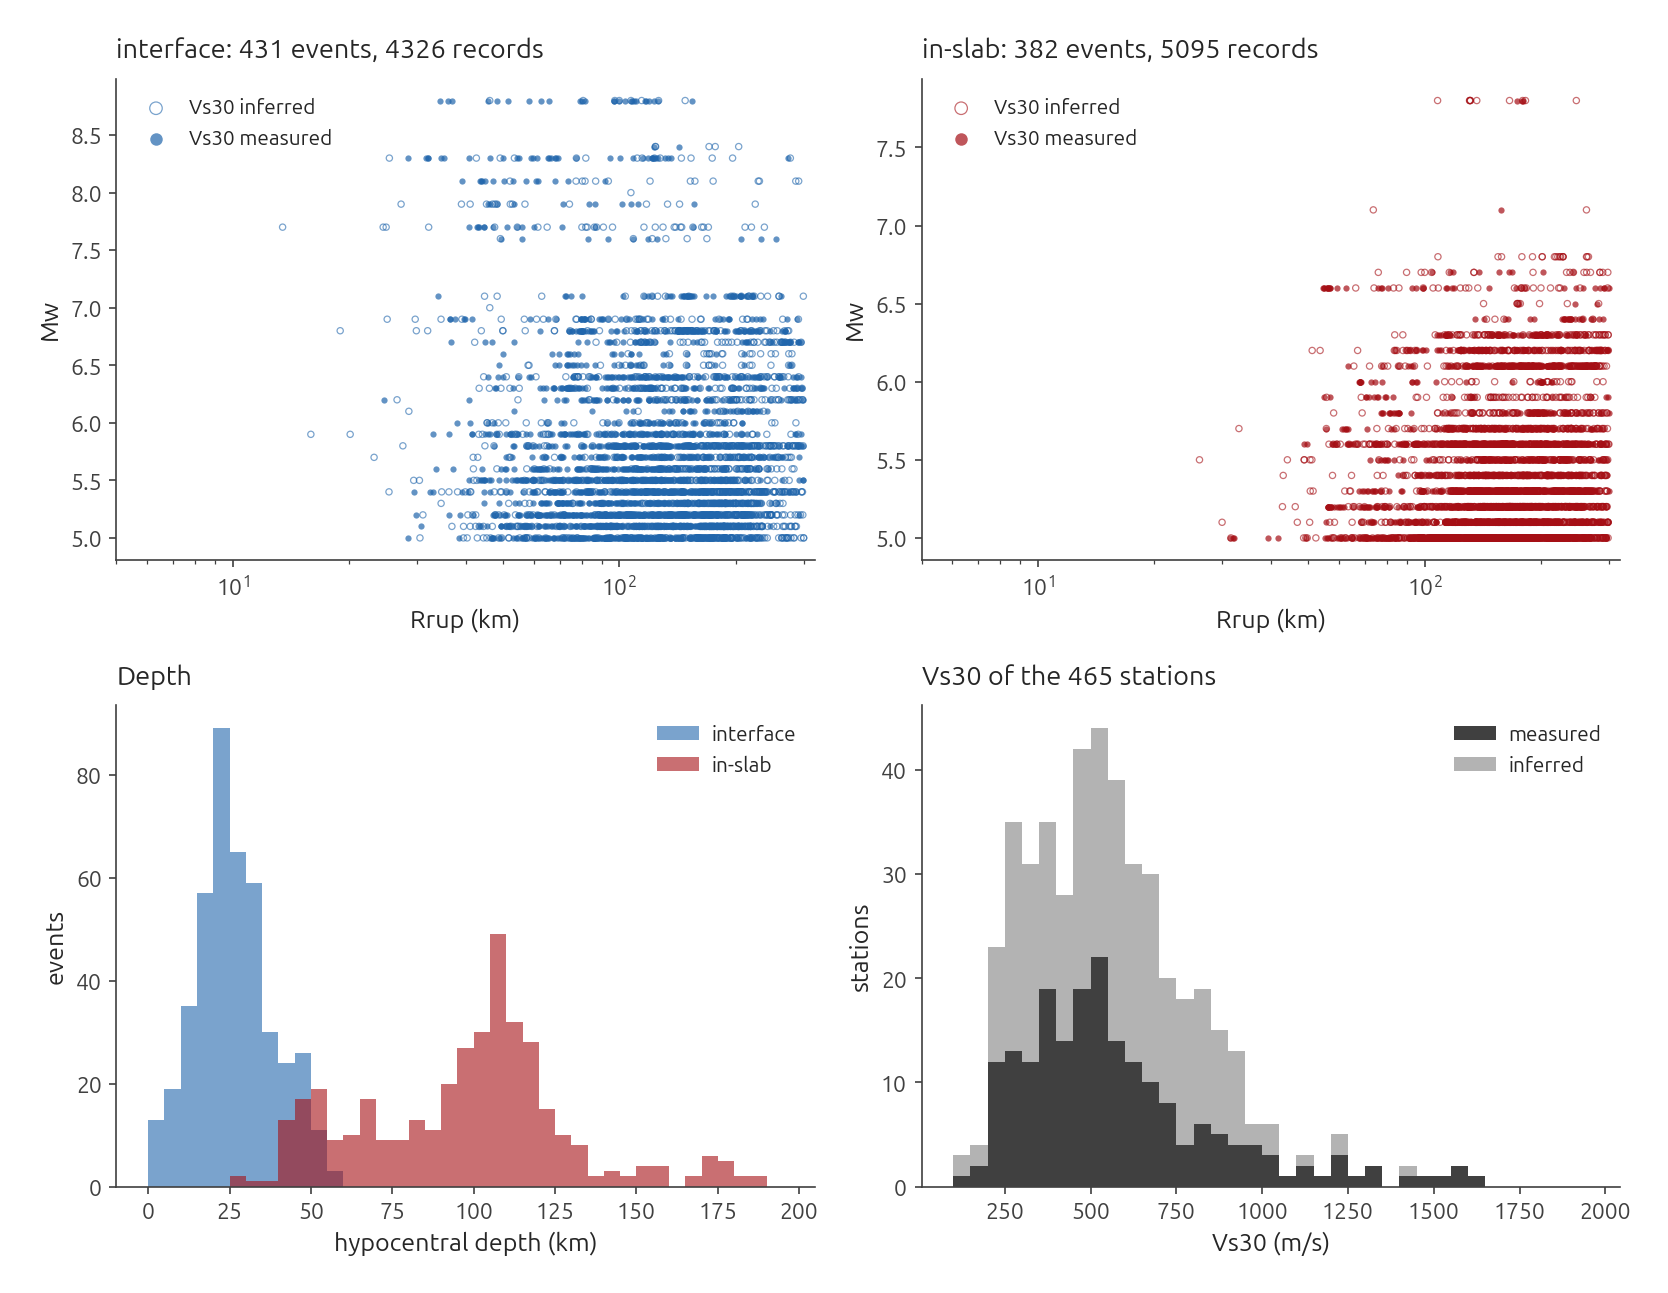 interface: 431 events, 4326 records
Vs30 inferred
Vs30 measured
8.5
8.0
7.5
7.0
6.5
6.0
5.5
5.0
Mw
10¹
10²
Rrup (km)
in-slab: 382 events, 5095 records
Vs30 inferred
Vs30 measured
7.5
7.0
6.5
6.0
5.5
5.0
Mw
10¹
10²
Rrup (km)
Depth
interface
in-slab
80
60
40
20
0
events
0 25 50 75 100 125 150 175 200
hypocentral depth (km)
Vs30 of the 465 stations
measured
inferred
40
30
20
10
0
stations
250 500 750 1000 1250 1500 1750 2000
Vs30 (m/s)